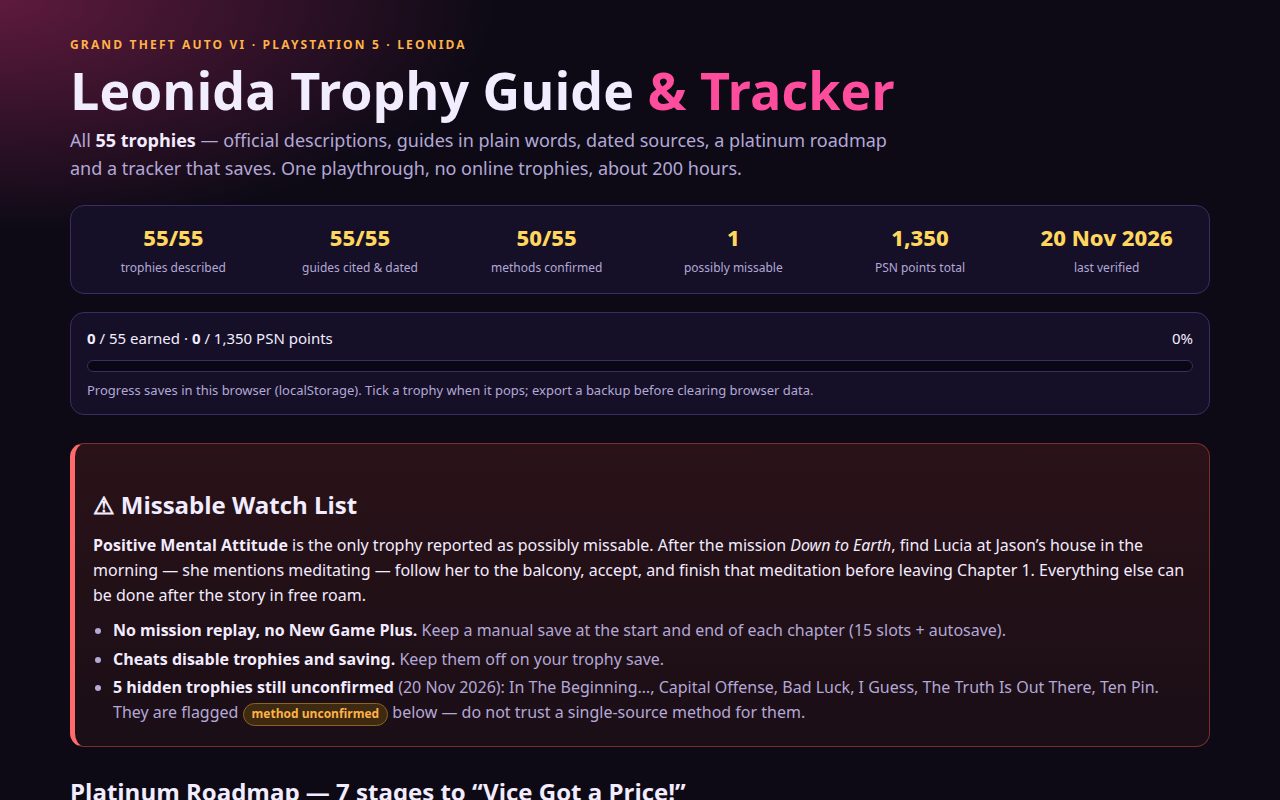 GRAND THEFT AUTO VI · PLAYSTATION 5 · LEONIDA
Leonida Trophy Guide & Tracker
All 55 trophies — official descriptions, guides in plain words, dated sources, a platinum roadmap
and a tracker that saves. One playthrough, no online trophies, about 200 hours.
55/55
trophies described
55/55
guides cited & dated
50/55
methods confirmed
1
possibly missable
1,350
PSN points total
20 Nov 2026
last verified
0 / 55 earned · 0 / 1,350 PSN points
0%
Progress saves in this browser (localStorage). Tick a trophy when it pops; export a backup before clearing browser data.
⚠ Missable Watch List
Positive Mental Attitude is the only trophy reported as possibly missable. After the mission Down to Earth, find Lucia at Jason’s house in the
morning — she mentions meditating — follow her to the balcony, accept, and finish that meditation before leaving Chapter 1. Everything else can
be done after the story in free roam.
• No mission replay, no New Game Plus. Keep a manual save at the start and end of each chapter (15 slots + autosave).
• Cheats disable trophies and saving. Keep them off on your trophy save.
• 5 hidden trophies still unconfirmed (20 Nov 2026): In The Beginning..., Capital Offense, Bad Luck, I Guess, The Truth Is Out There, Ten Pin.
They are flagged method unconfirmed below — do not trust a single-source method for them.
Platinum Roadmap — 7 stages to “Vice Got a Price!”